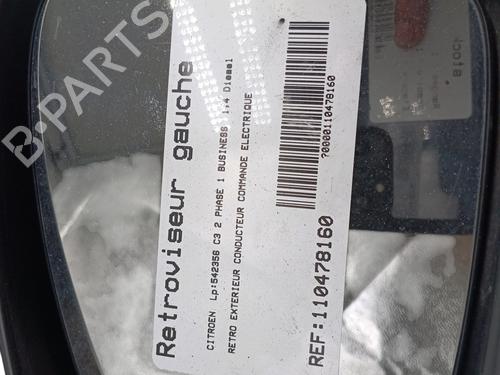 Retroviseur gauche
CITROEN Lp:542356 C3 2 PHASE 1 BUSINESS 1,4 Diesel
RETRO EXTERIEUR CONDUCTEUR COMMANDE ELECTRIQUE
?0000110478160
REF:110478160
B-PARTS